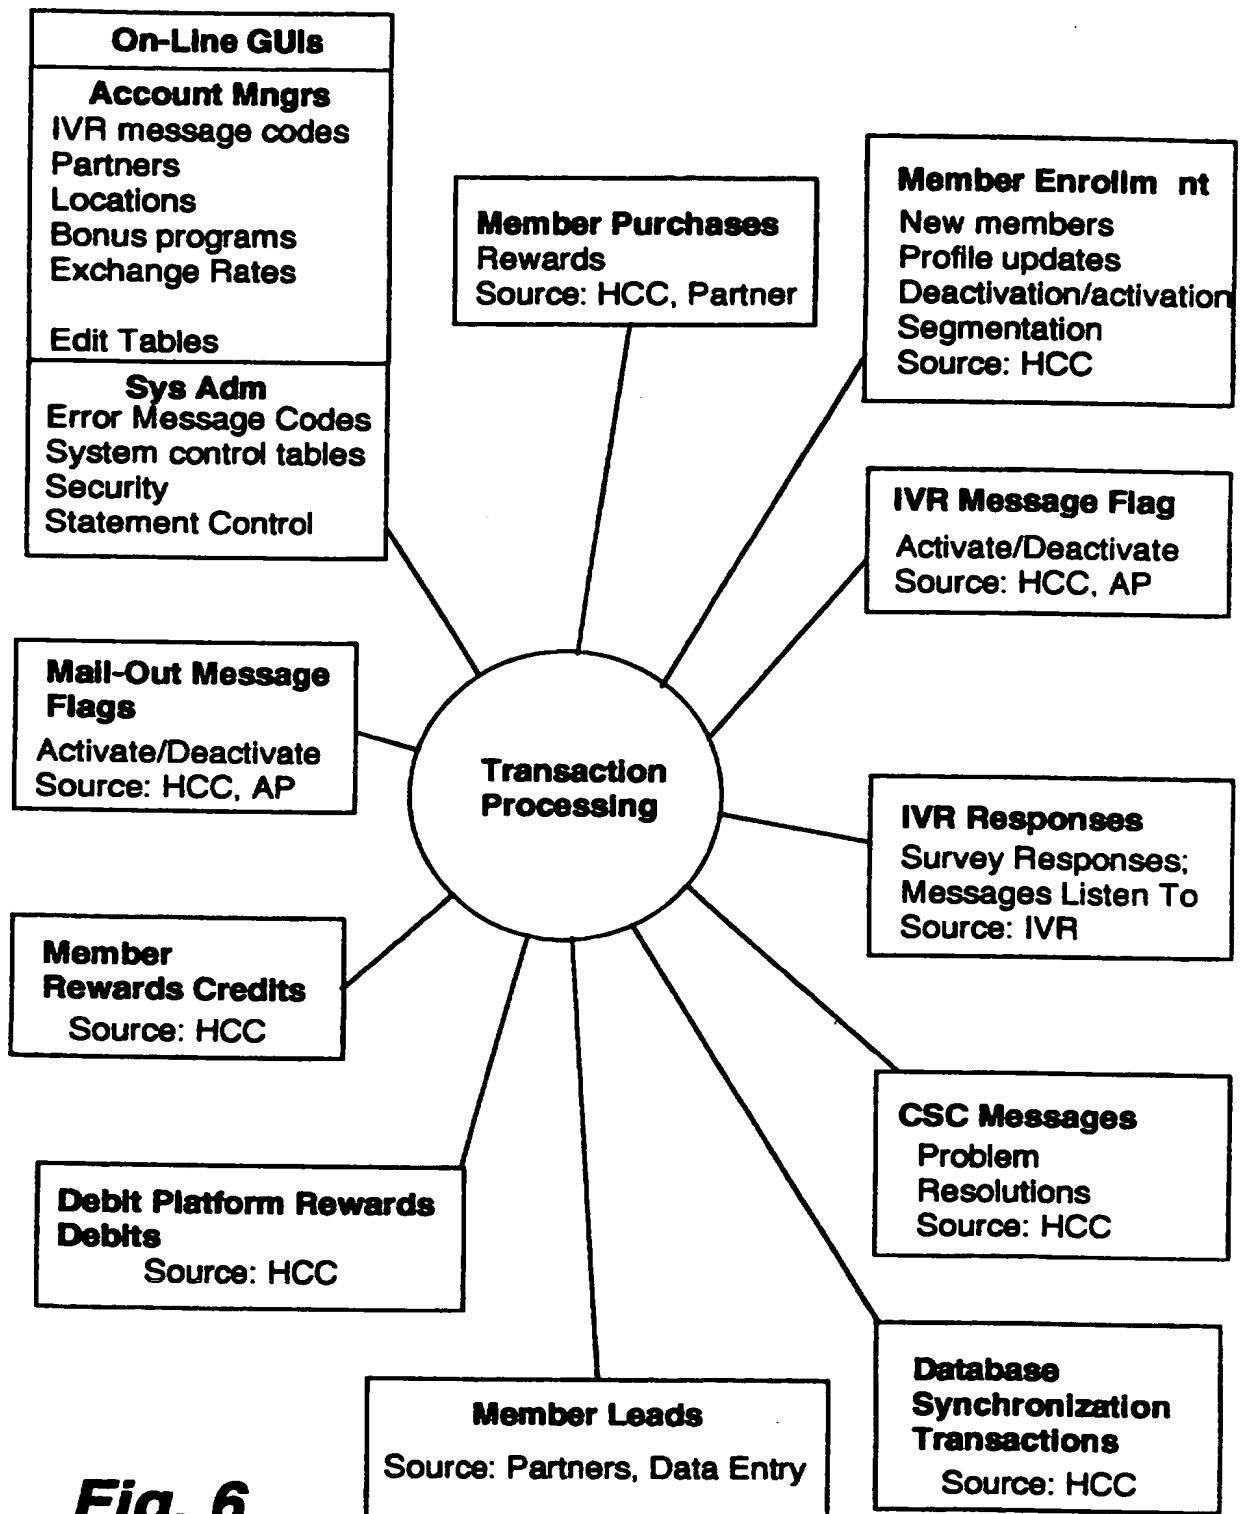 On-Line GUIs
Account Mngrs
IVR message codes
Partners
Locations
Bonus programs
Exchange Rates
Edit Tables
Sys Adm
Error Message Codes
System control tables
Security
Statement Control
Member Purchases
Rewards
Source: HCC, Partner
Member Enrollm nt
New members
Profile updates
Deactivation/activation
Segmentation
Source: HCC
IVR Message Flag
Activate/Deactivate
Source: HCC, AP
Mail-Out Message
Flags
Activate/Deactivate
Source: HCC, AP
Transaction
Processing
IVR Responses
Survey Responses;
Messages Listen To
Source: IVR
Member
Rewards Credits
Source: HCC
CSC Messages
Problem
Resolutions
Source: HCC
Debit Platform Rewards
Debits
Source: HCC
Database
Synchronization
Transactions
Source: HCC
Member Leads
Source: Partners, Data Entry
Fig. 6